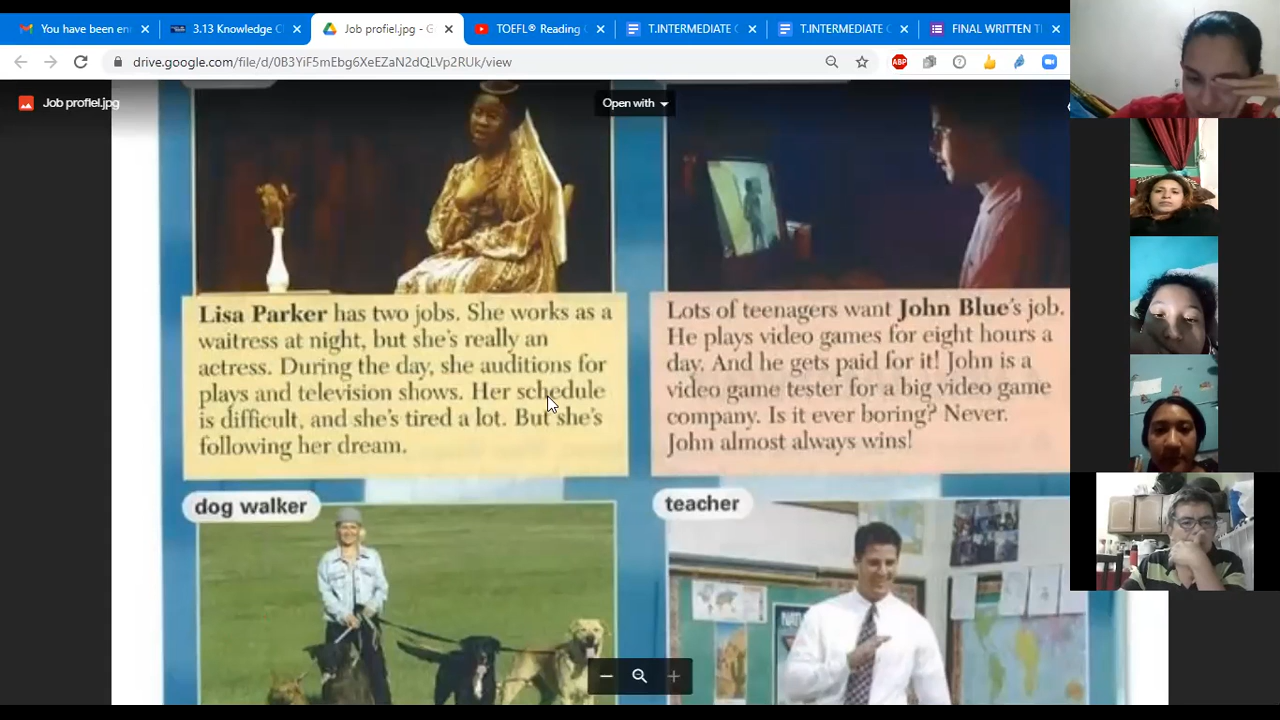 You have been en
3.13 Knowledge C
Job profiel.jpg - G
TOEFL® Reading
T.INTERMEDIATE
T.INTERMEDIATE
FINAL WRITTEN T
drive.google.com/file/d/0B3YiF5mEbgDXeEZaN2dQLVp2RUk/view
ABP
Job profiel.jpg
Open with
Lisa Parker has two jobs. She works as a
waitress at night, but she's really an
actress. During the day, she auditions for
plays and television shows. Her schedule
is difficult, and she's tired a lot. But she's
following her dream.
Lots of teenagers want John Blue's job.
He plays video games for eight hours a
day. And he gets paid for it! John is a
video game tester for a big video game
company. Is it ever boring? Never.
John almost always wins!
dog walker
teacher